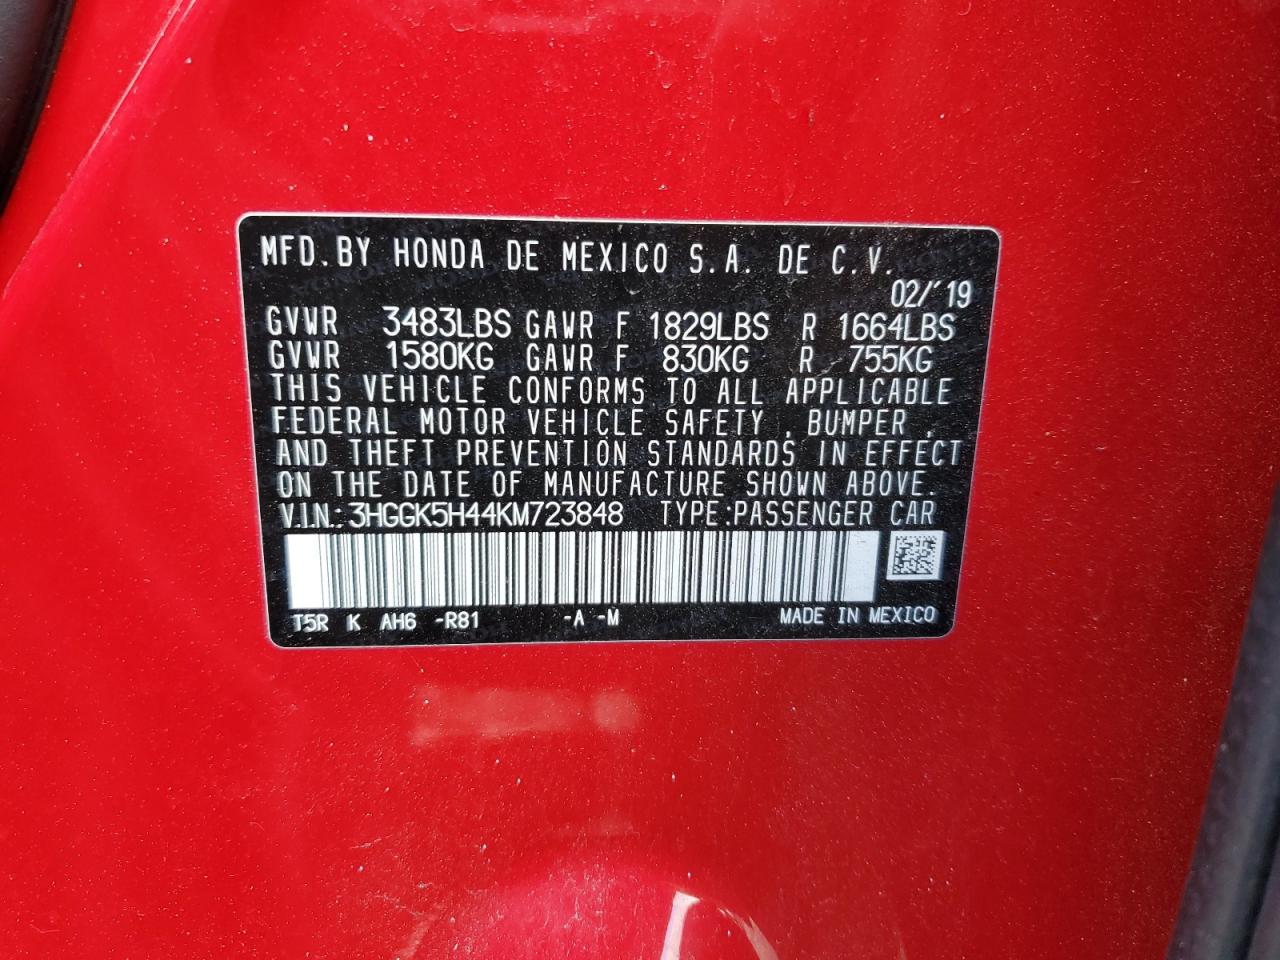 MFD. BY HONDA DE MEXICO S.A. DE C.V.
02/'19
GVWR 3483LBS GAWR F 1829LBS R 1664LBS
GVWR 1580KG GAWR F 830KG R 755KG
THIS VEHICLE CONFORMS TO ALL APPLICABLE
FEDERAL MOTOR VEHICLE SAFETY , BUMPER ,
AND THEFT PREVENTION STANDARDS IN EFFECT
ON THE DATE OF MANUFACTURE SHOWN ABOVE.
V.I.N.:3HGGK5H44KM723848 TYPE:PASSENGER CAR
T5R K AH6 -R81 -A -M MADE IN MEXICO